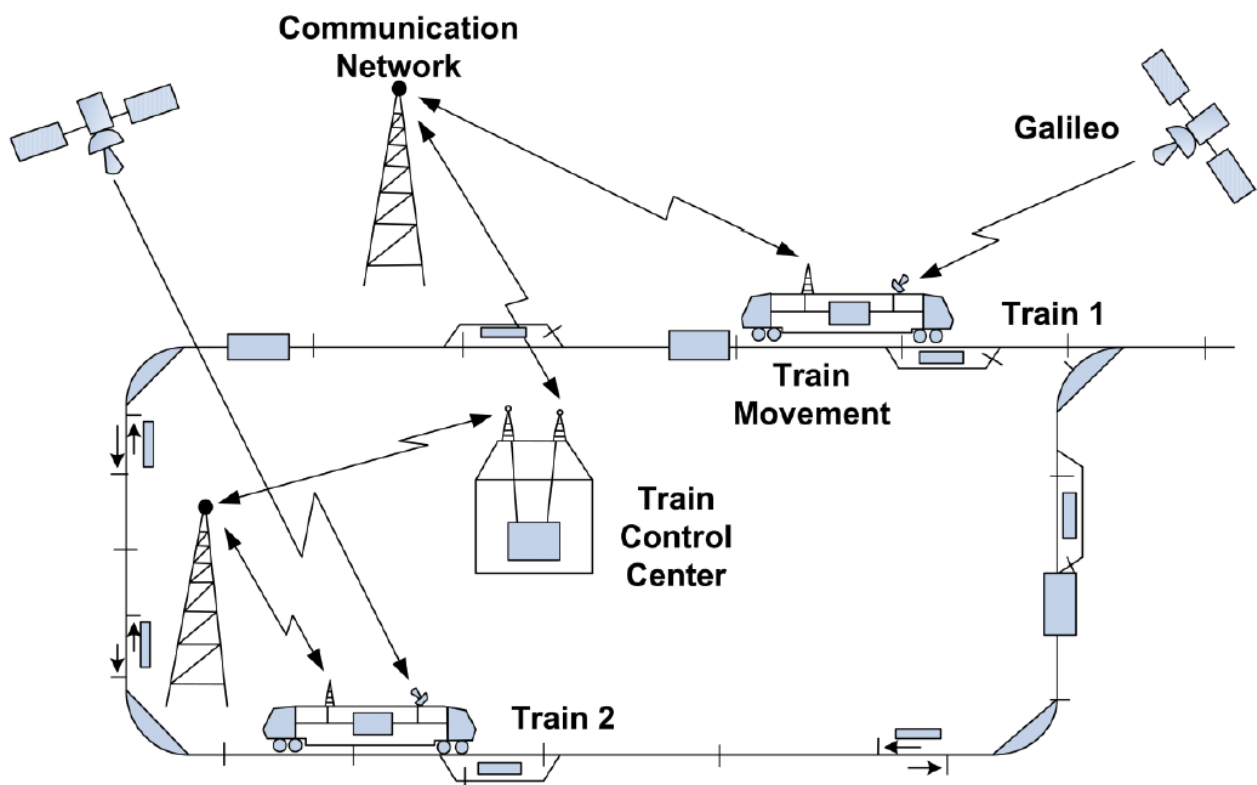 Communication
Network
Galileo
Train 1
Train
Movement
Train
Control
Center
Train 2